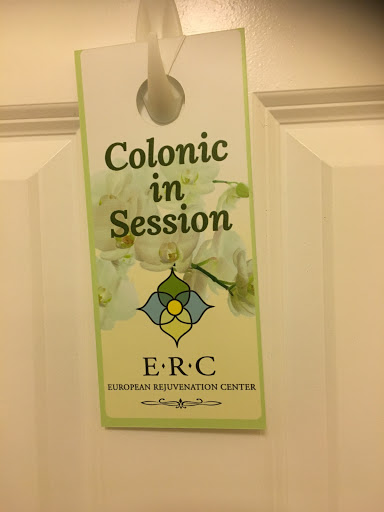 Colonic
in
Session
E·R·C
EUROPEAN REJUVENATION CENTER